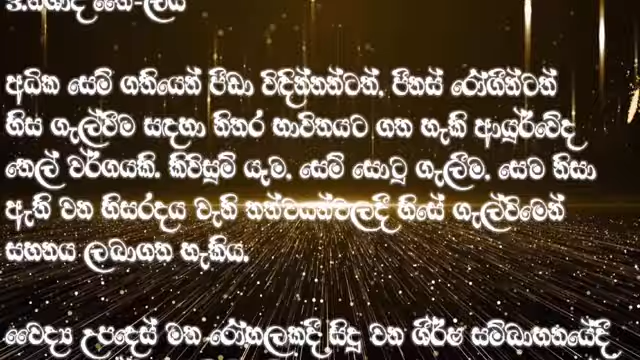 අධික සෙම් ගතියෙන් පීඩා විඳින්නන්ටත්, පීනස් රෝගීන්ටත්
හිස ගැල්වීම සඳහා නිතර භාවිතයට ගත හැකි ආයුර්වේද
තෙල් වර්ගයකි. කිවිසුම් යෑම, සෙම් සොටු ගැලීම, සෙම නිසා
ඇති වන හිසරදය වැනි තත්වයන්වලදී හිසේ ගැල්වීමෙන්
සහනය ලබාගත හැකිය.
වෛද්‍ය උපදෙස් මත රෝහලකදී සිදු වන ශීර්ෂ සම්බාහනයේදී